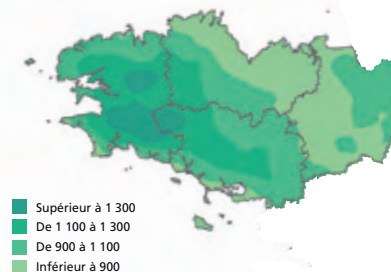 Supérieur à 1 300
De 1 100 à 1 300
De 900 à 1 100
Inférieur à 900